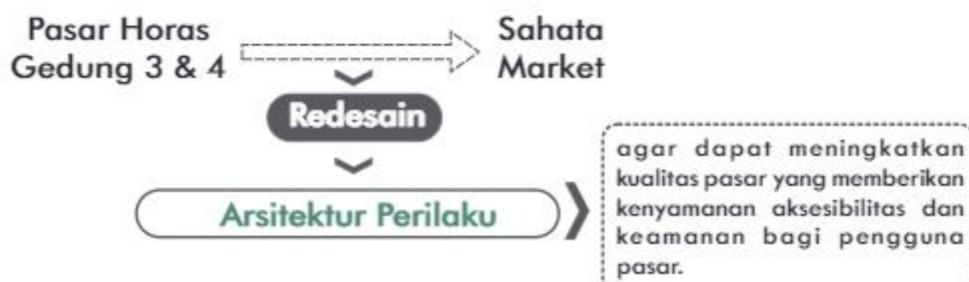 Pasar Horas
Gedung 3 & 4
Sahata
Market
Redesain
Arsitektur Perilaku
agar dapat meningkatkan
kualitas pasar yang memberikan
kenyamanan aksesibilitas dan
keamanan bagi pengguna
pasar.